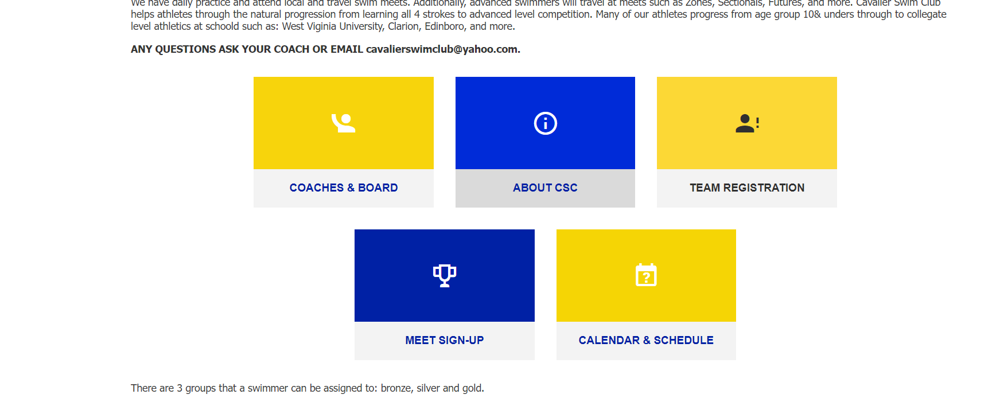 We have daily practice and attend local and travel swim meets. Additionally, advanced swimmers will travel at meets such as Zones, Sectionals, Futures, and more. Cavalier Swim Club
helps athletes through the natural progression from learning all 4 strokes to advanced level competition. Many of our athletes progress from age group 10& unders through to collegate
level athletics at schoold such as: West Viginia University, Clarion, Edinboro, and more.
ANY QUESTIONS ASK YOUR COACH OR EMAIL cavalierswimclub@yahoo.com.
COACHES & BOARD
ABOUT CSC
TEAM REGISTRATION
MEET SIGN-UP
CALENDAR & SCHEDULE
There are 3 groups that a swimmer can be assigned to: bronze, silver and gold.